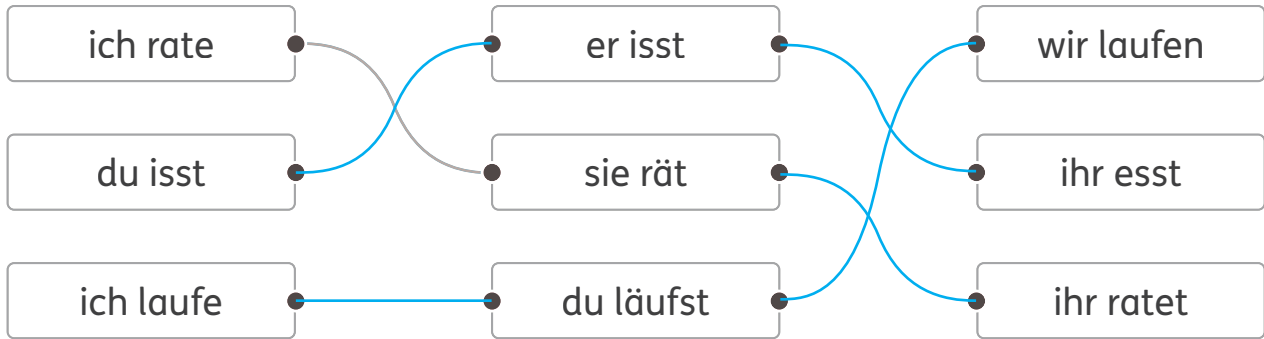 ich rate
er isst
wir laufen
du isst
sie rät
ihr esst
ich laufe
du läufst
ihr ratet